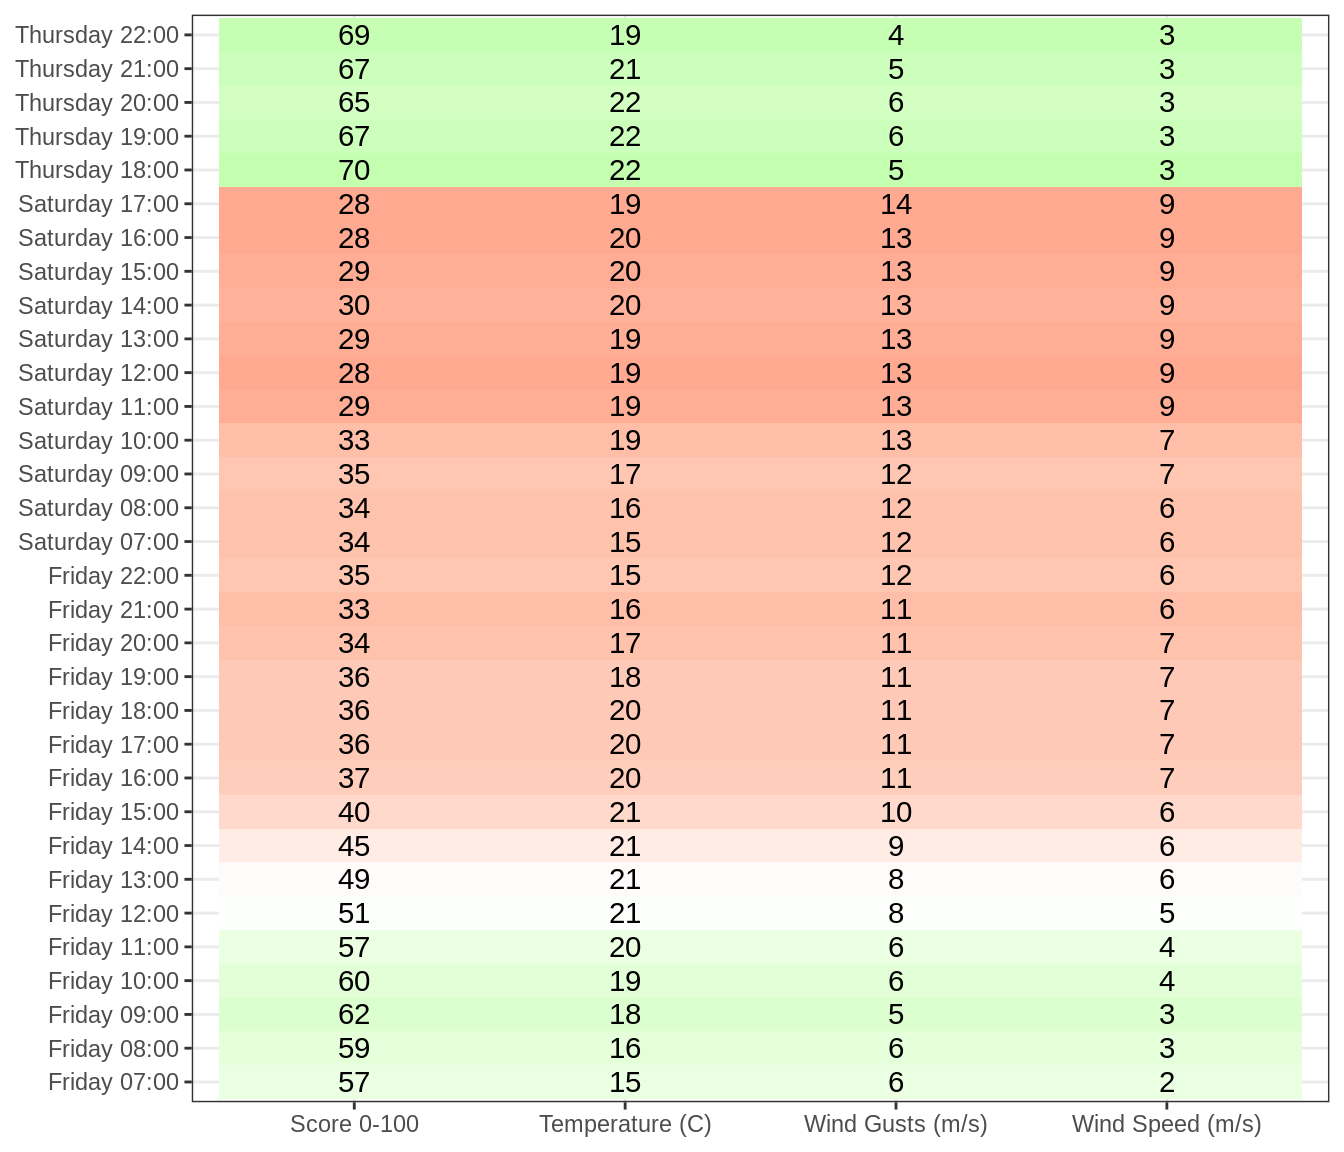 Thursday 22:00 69 19 4 3
Thursday 21:00 67 21 5 3
Thursday 20:00 65 22 6 3
Thursday 19:00 67 22 6 3
Thursday 18:00 70 22 5 3
Saturday 17:00 28 19 14 9
Saturday 16:00 28 20 13 9
Saturday 15:00 29 20 13 9
Saturday 14:00 30 20 13 9
Saturday 13:00 29 19 13 9
Saturday 12:00 28 19 13 9
Saturday 11:00 29 19 13 9
Saturday 10:00 33 19 13 7
Saturday 09:00 35 17 12 7
Saturday 08:00 34 16 12 6
Saturday 07:00 34 15 12 6
Friday 22:00 35 15 12 6
Friday 21:00 33 16 11 6
Friday 20:00 34 17 11 7
Friday 19:00 36 18 11 7
Friday 18:00 36 20 11 7
Friday 17:00 36 20 11 7
Friday 16:00 37 20 11 7
Friday 15:00 40 21 10 6
Friday 14:00 45 21 9 6
Friday 13:00 49 21 8 6
Friday 12:00 51 21 8 5
Friday 11:00 57 20 6 4
Friday 10:00 60 19 6 4
Friday 09:00 62 18 5 3
Friday 08:00 59 16 6 3
Friday 07:00 57 15 6 2
Score 0-100 Temperature (C) Wind Gusts (m/s) Wind Speed (m/s)